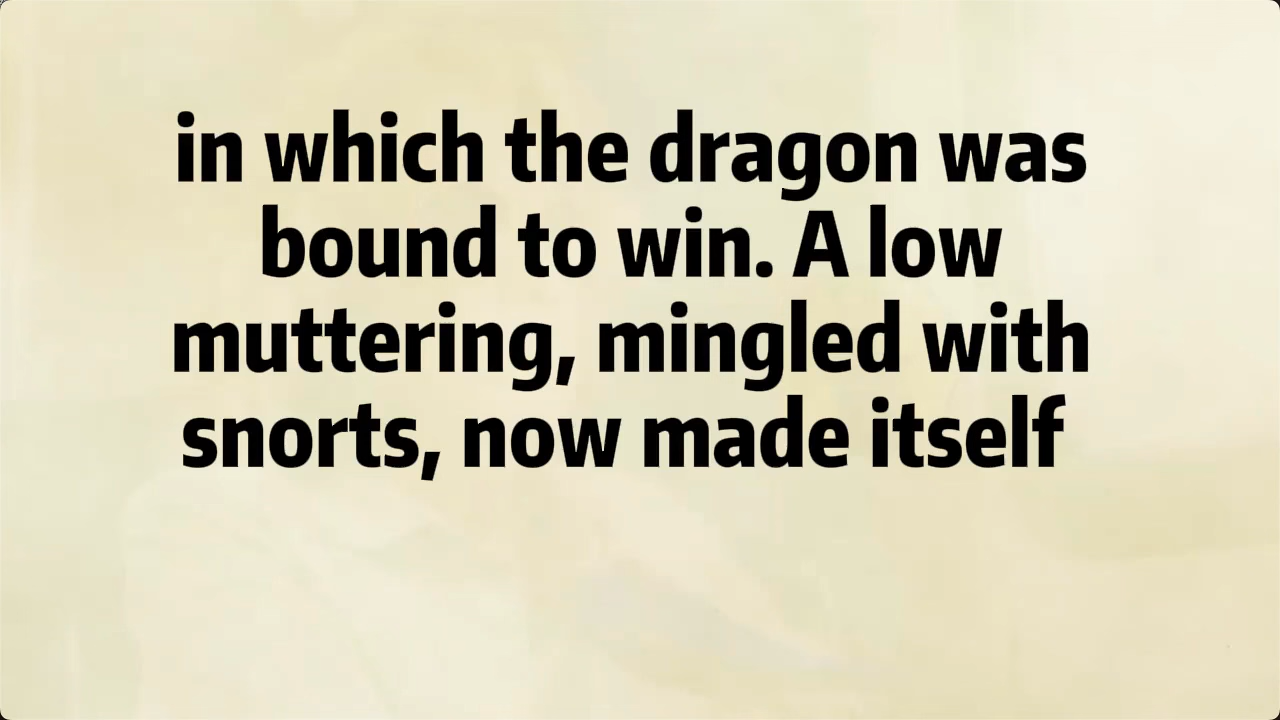 in which the dragon was
bound to win. A low
muttering, mingled with
snorts, now made itself